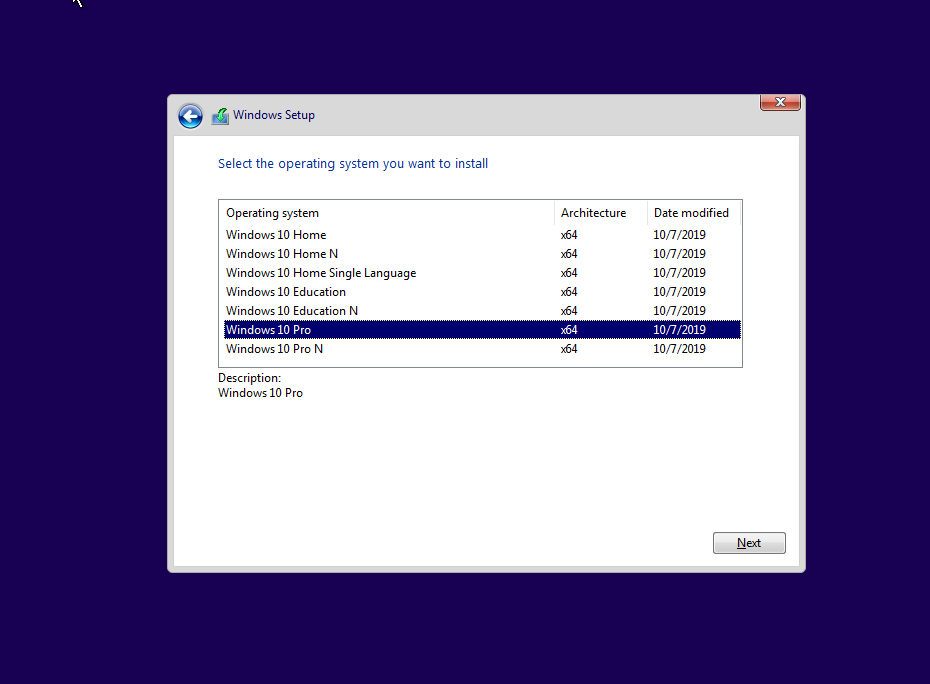 Windows Setup
Select the operating system you want to install
Operating system Architecture Date modified
Windows 10 Home x64 10/7/2019
Windows 10 Home N x64 10/7/2019
Windows 10 Home Single Language x64 10/7/2019
Windows 10 Education x64 10/7/2019
Windows 10 Education N x64 10/7/2019
Windows 10 Pro x64 10/7/2019
Windows 10 Pro N x64 10/7/2019
Description:
Windows 10 Pro
Next